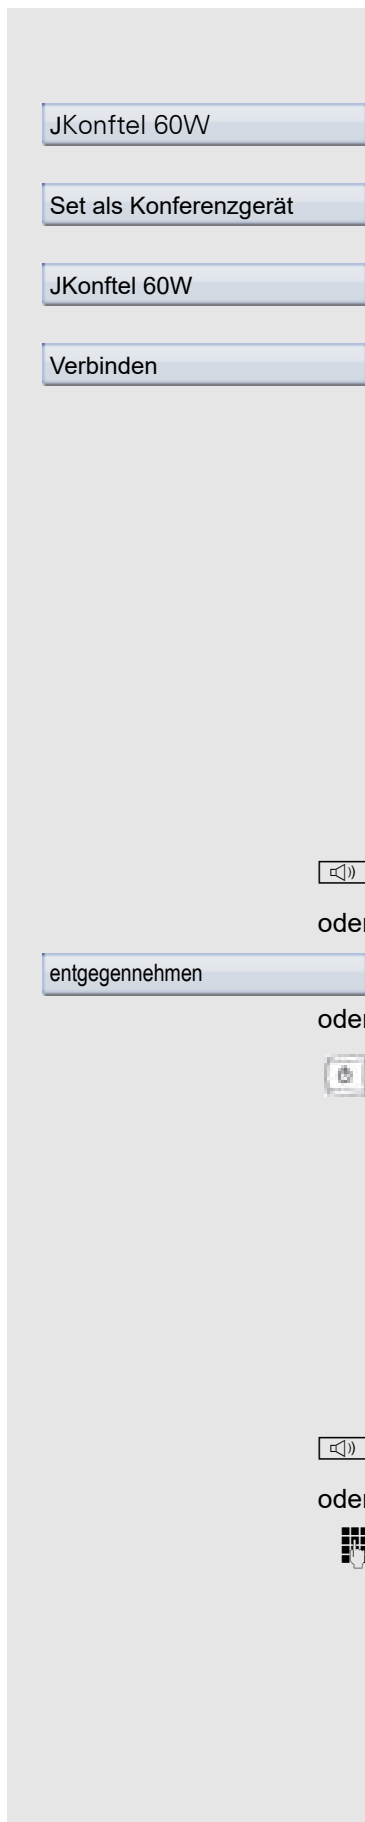 JKonftel 60W
Set als Konferenzgerät
JKonftel 60W
Verbinden
oder
entgegennehmen
oder
oder